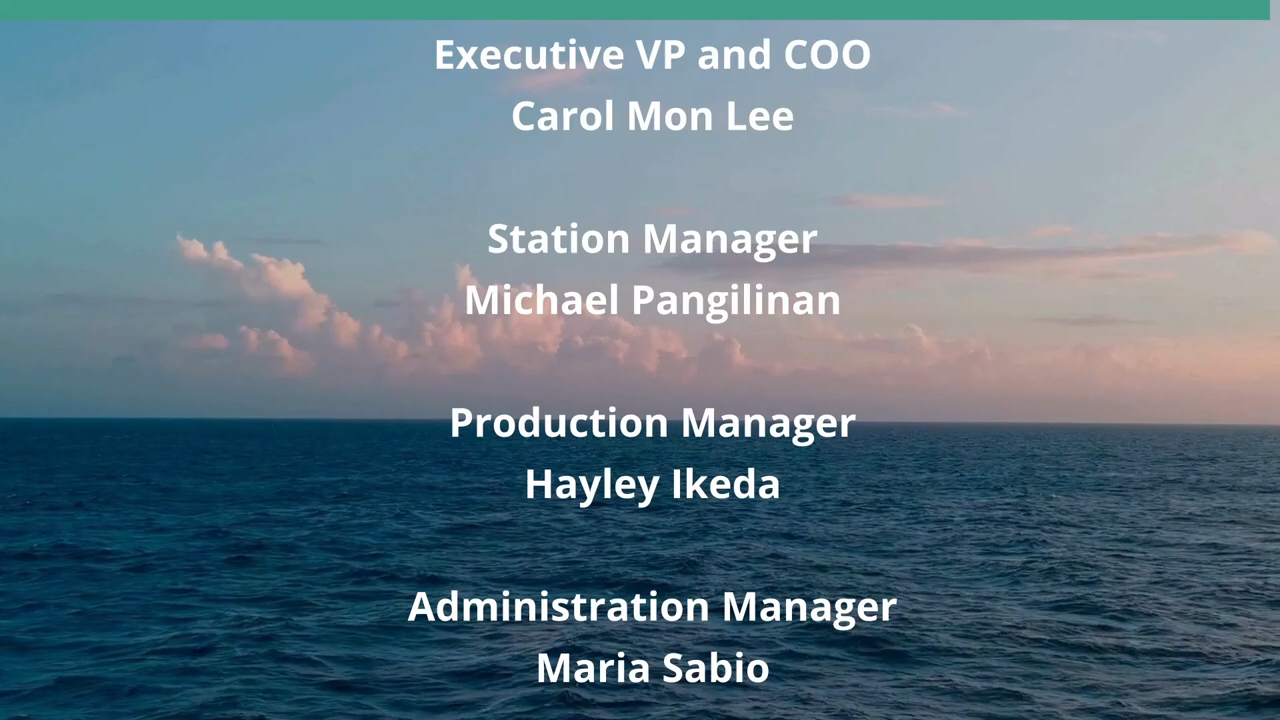 Executive VP and COO
Carol Mon Lee
Station Manager
Michael Pangilinan
Production Manager
Hayley Ikeda
Administration Manager
Maria Sabio